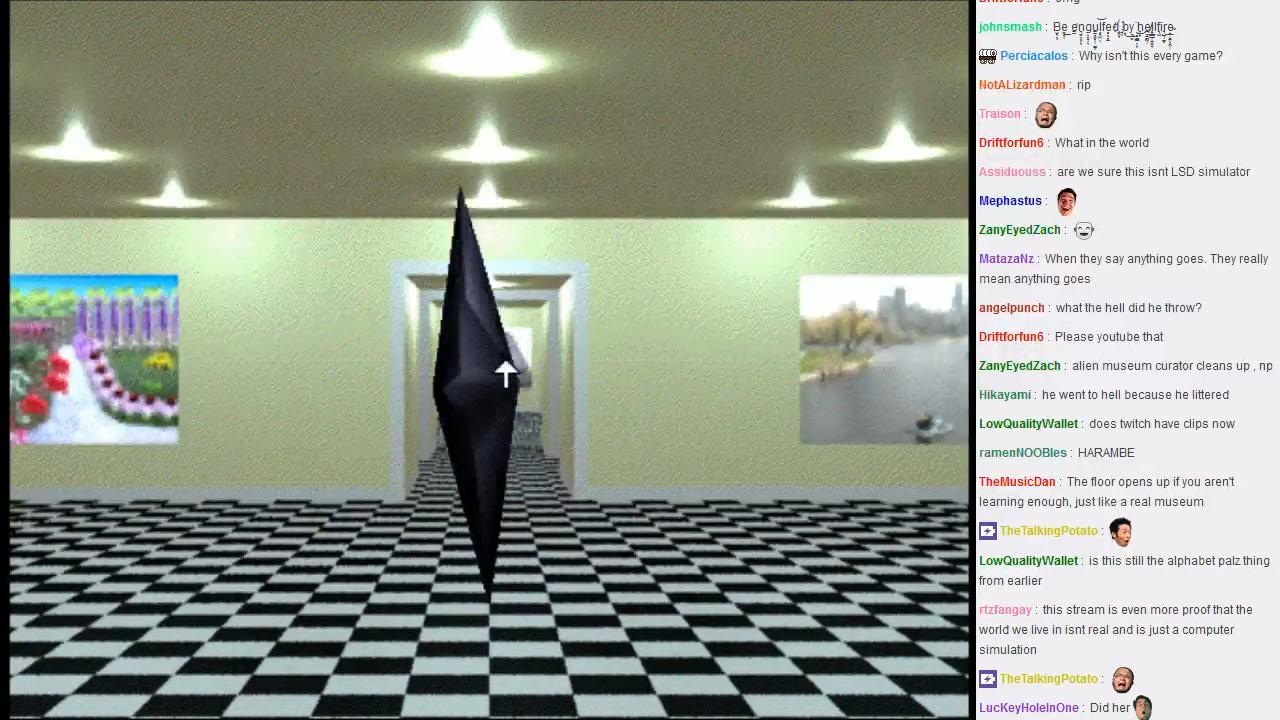 johnsmash : Be engulfed by hellfire
Perciacalos : Why isn't this every game?
NotALizardman : rip
Traison :
Driftforfun6 : What in the world
Assiduouss : are we sure this isnt LSD simulator
Mephastus :
ZanyEyedZach :
MatazaNz : When they say anything goes. They really
mean anything goes
angelpunch : what the hell did he throw?
Driftforfun6 : Please youtube that
ZanyEyedZach : alien museum curator cleans up , np
Hikayami : he went to hell because he littered
LowQualityWallet : does twitch have clips now
ramenNOOBles : HARAMBE
TheMusicDan : The floor opens up if you aren't
learning enough, just like a real museum
TheTalkingPotato :
LowQualityWallet : is this still the alphabet palz thing
from earlier
rtzfangay : this stream is even more proof that the
world we live in isnt real and is just a computer
simulation
TheTalkingPotato :
LucKeyHoleInOne : Did her